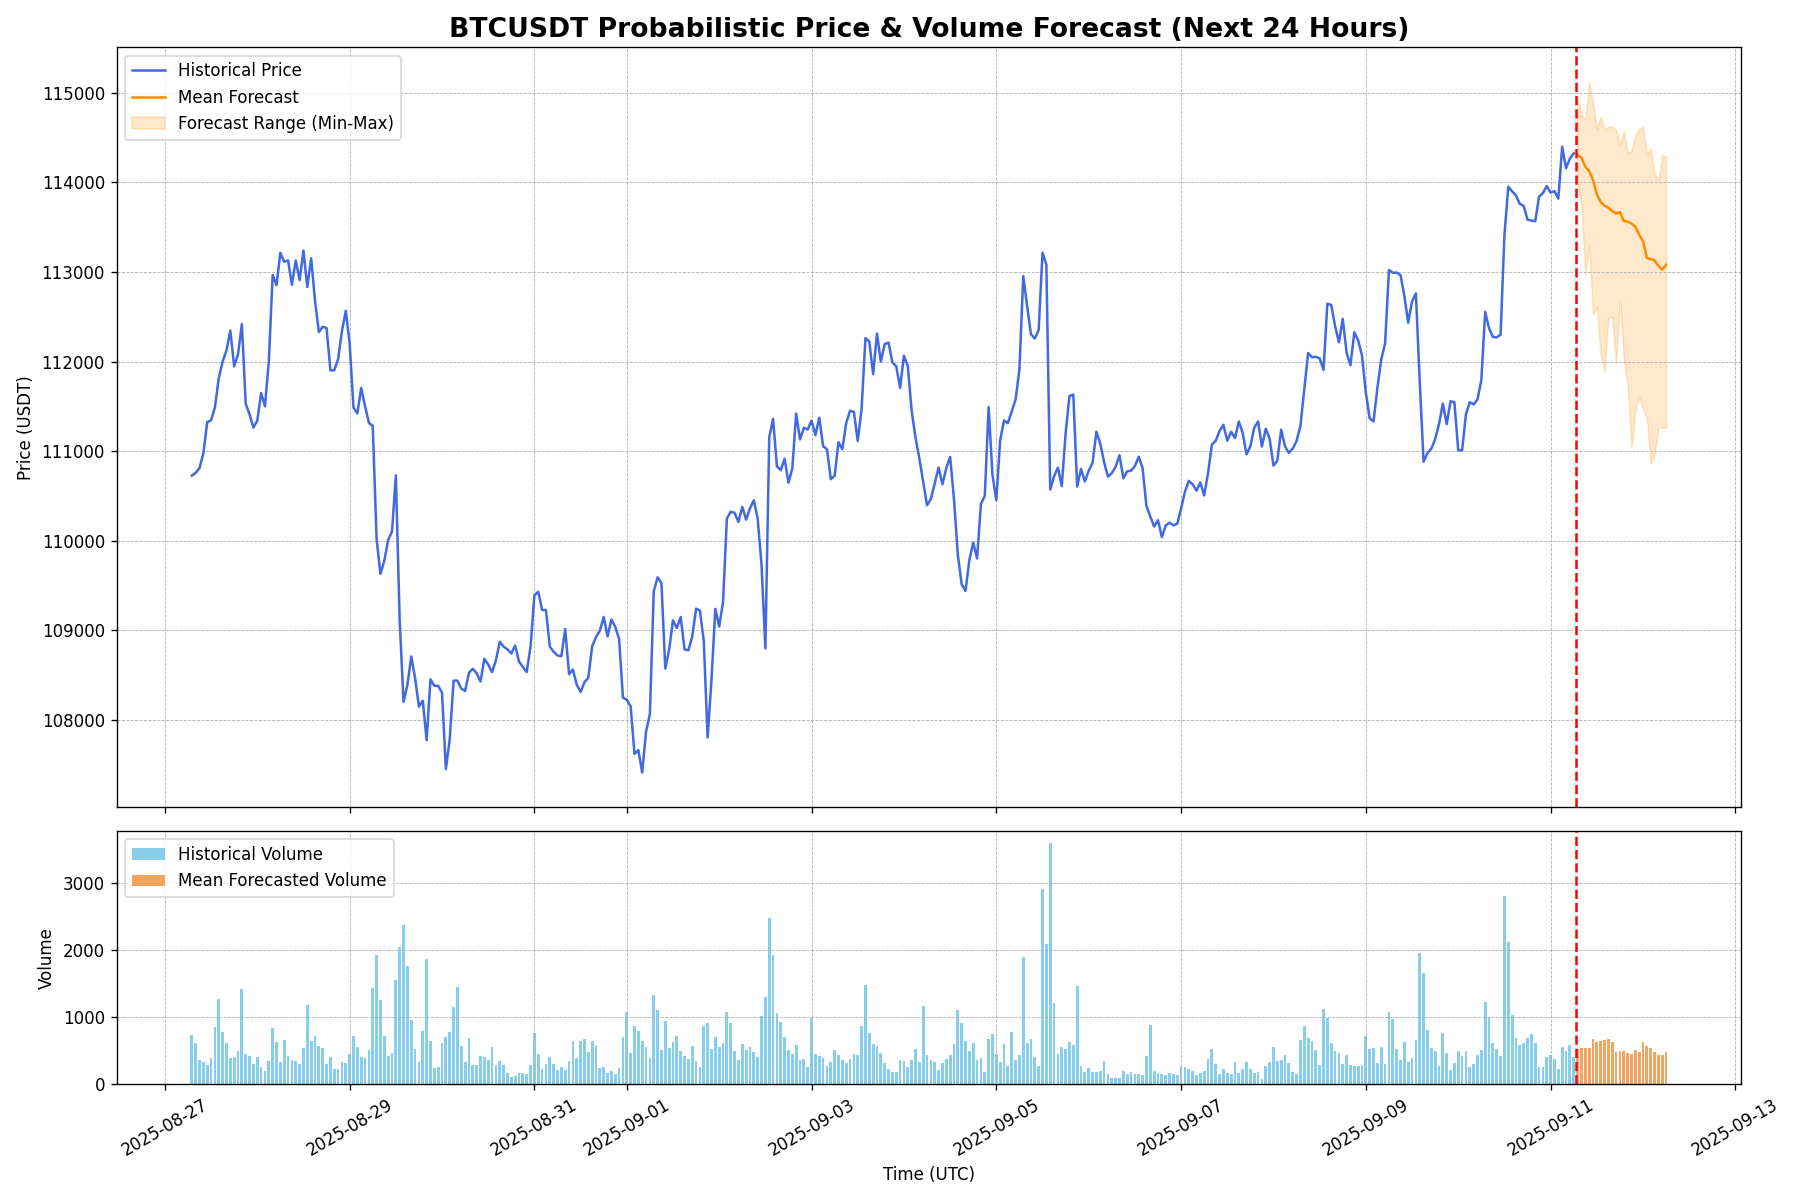 BTCUSDT Probabilistic Price & Volume Forecast (Next 24 Hours)
Historical Price
Mean Forecast
Forecast Range (Min-Max)
115000
114000
113000
112000
111000
110000
109000
108000
Price (USDT)
Historical Volume
Mean Forecasted Volume
3000
2000
1000
0
Volume
2025-08-27
2025-08-29
2025-08-31
2025-09-01
2025-09-03
2025-09-05
2025-09-07
2025-09-09
2025-09-11
2025-09-13
Time (UTC)